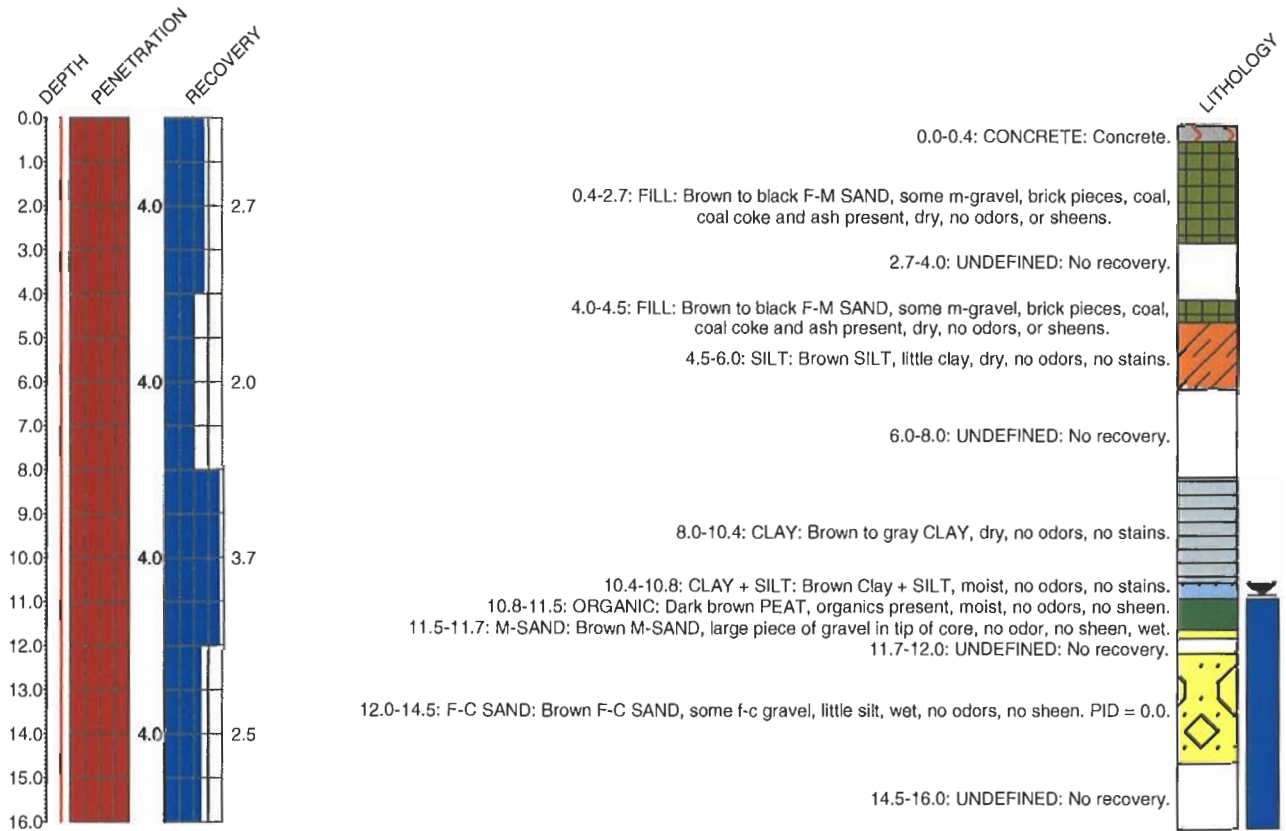 DEPTH
PENETRATION
RECOVERY
LITHOLOGY
0.0
1.0
2.0
3.0
4.0
5.0
6.0
7.0
8.0
9.0
10.0
11.0
12.0
13.0
14.0
15.0
16.0
4.0
4.0
4.0
4.0
2.7
2.0
3.7
2.5
0.0-0.4: CONCRETE: Concrete.
0.4-2.7: FILL: Brown to black F-M SAND, some m-gravel, brick pieces, coal,
coal coke and ash present, dry, no odors, or sheens.
2.7-4.0: UNDEFINED: No recovery.
4.0-4.5: FILL: Brown to black F-M SAND, some m-gravel, brick pieces, coal,
coal coke and ash present, dry, no odors, or sheens.
4.5-6.0: SILT: Brown SILT, little clay, dry, no odors, no stains.
6.0-8.0: UNDEFINED: No recovery.
8.0-10.4: CLAY: Brown to gray CLAY, dry, no odors, no stains.
10.4-10.8: CLAY + SILT: Brown Clay + SILT, moist, no odors, no stains.
10.8-11.5: ORGANIC: Dark brown PEAT, organics present, moist, no odors, no sheen.
11.5-11.7: M-SAND: Brown M-SAND, large piece of gravel in tip of core, no odor, no sheen, wet.
11.7-12.0: UNDEFINED: No recovery.
12.0-14.5: F-C SAND: Brown F-C SAND, some f-c gravel, little silt, wet, no odors, no sheen. PID = 0.0.
14.5-16.0: UNDEFINED: No recovery.